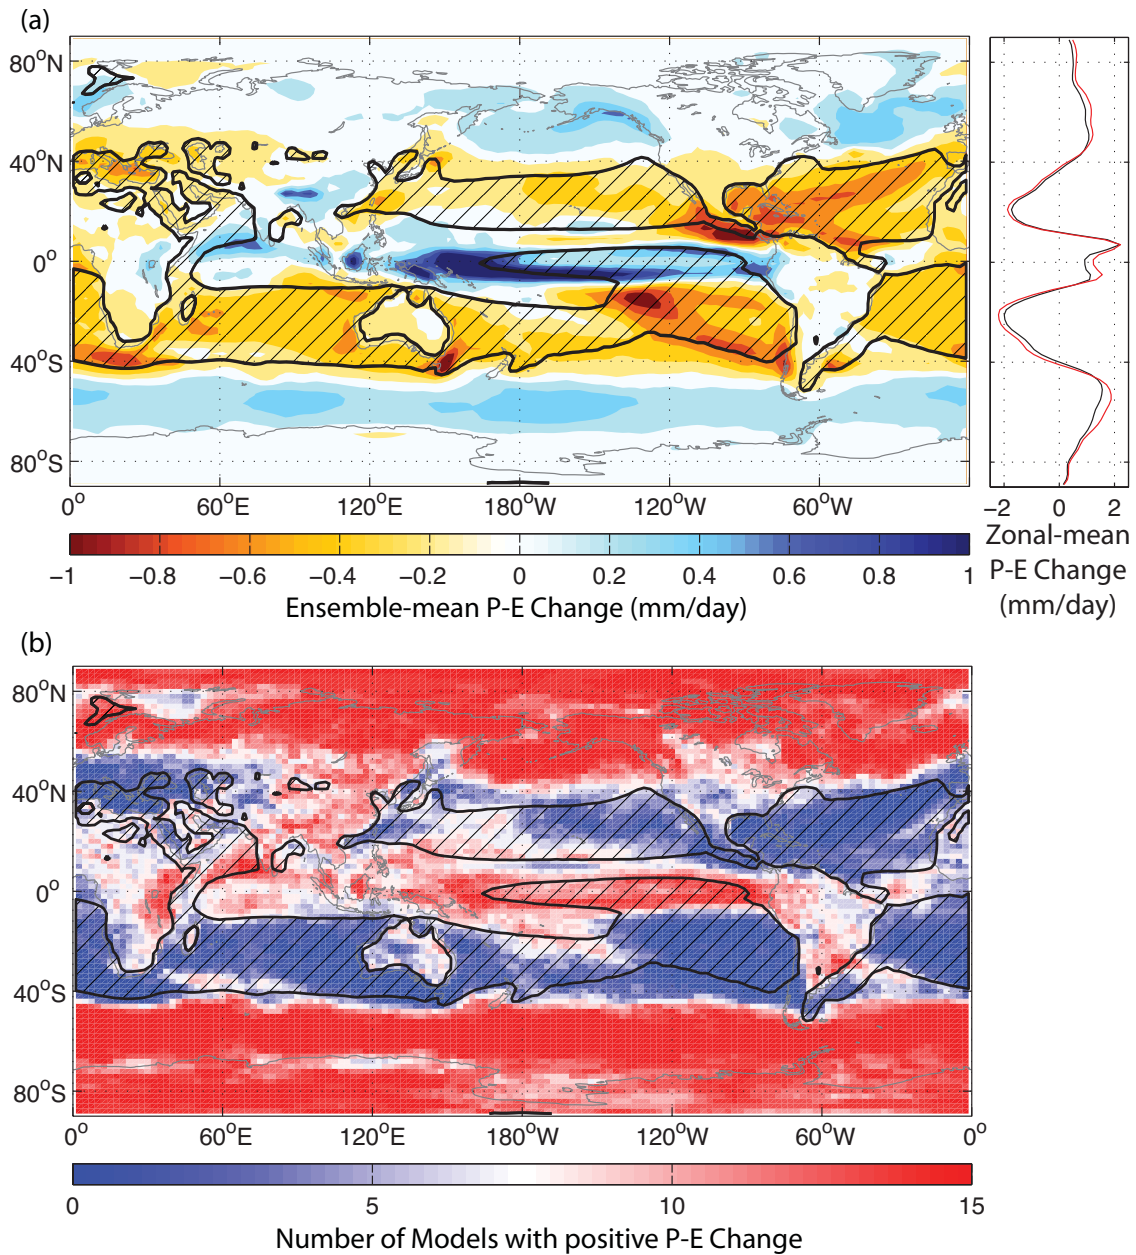 (a)
80°N
40°N
0°
40°S
80°S
0° 60°E 120°E 180°W 120°W 60°W
−2 0 2
Zonal-mean
P-E Change
(mm/day)
−1 −0.8 −0.6 −0.4 −0.2 0 0.2 0.4 0.6 0.8 1
Ensemble-mean P-E Change (mm/day)
(b)
80°N
40°N
0°
40°S
80°S
0° 60°E 120°E 180°W 120°W 60°W 0°
0 5 10 15
Number of Models with positive P-E Change